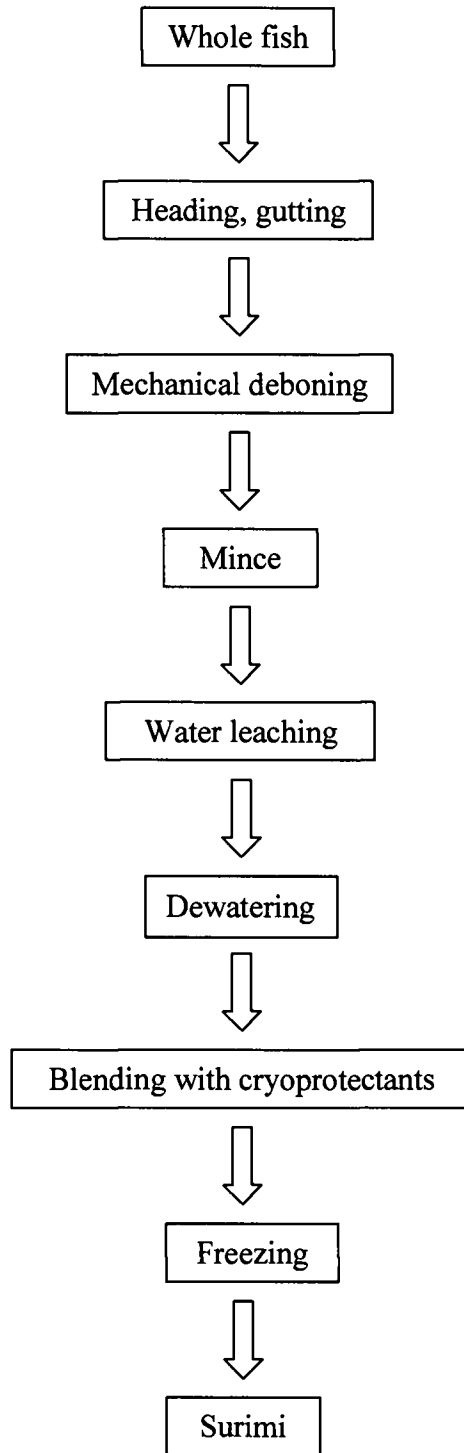 Whole fish
Heading, gutting
Mechanical deboning
Mince
Water leaching
Dewatering
Blending with cryoprotectants
Freezing
Surimi